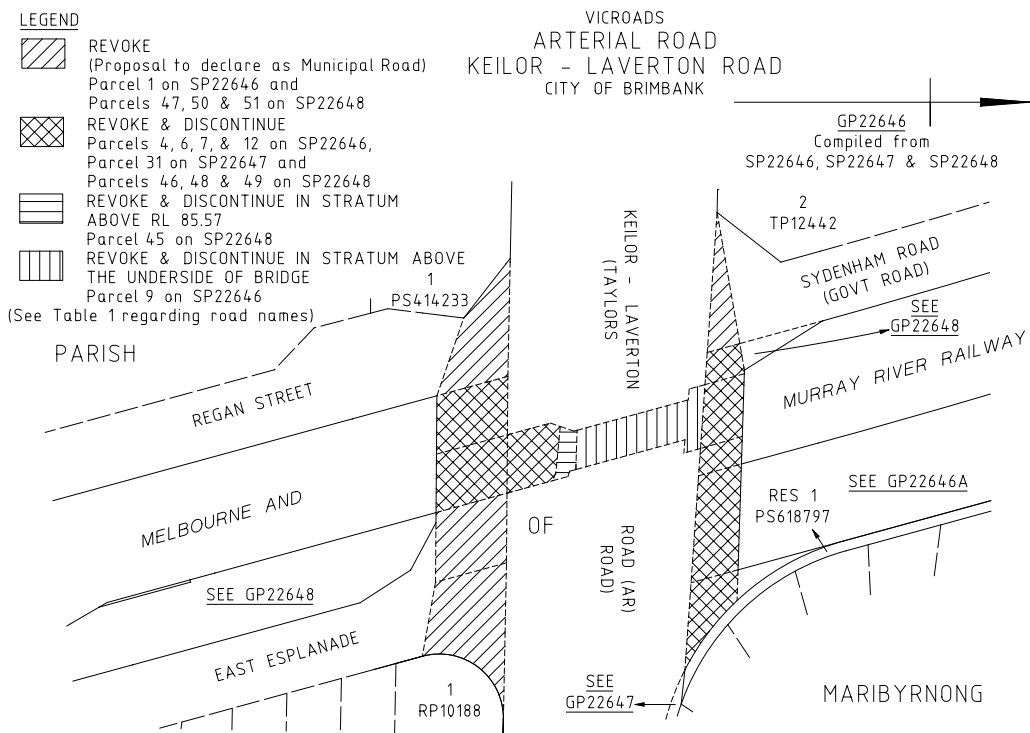 LEGEND
REVOKE
(Proposal to declare as Municipal Road)
Parcel 1 on SP22646 and
Parcels 47, 50 & 51 on SP22648
REVOKE & DISCONTINUE
Parcels 4, 6, 7, & 12 on SP22646,
Parcel 31 on SP22647 and
Parcels 46, 48 & 49 on SP22648
REVOKE & DISCONTINUE IN STRATUM
ABOVE RL 85.57
Parcel 45 on SP22648
REVOKE & DISCONTINUE IN STRATUM ABOVE
THE UNDERSIDE OF BRIDGE
Parcel 9 on SP22646
(See Table 1 regarding road names)
VICROADS
ARTERIAL ROAD
KEILOR - LAVERTON ROAD
CITY OF BRIMBANK
GP22646
Compiled from
SP22646, SP22647 & SP22648
1
PS414233
2
TP12442
KEILOR - LAVERTON
(TAYLORS
SYDENHAM ROAD
(GOVT ROAD)
SEE
GP22648
PARISH
REGAN STREET
MURRAY RIVER RAILWAY
MELBOURNE AND
SEE GP22646A
RES 1
PS618797
OF
ROAD (AR)
ROAD)
SEE GP22648
EAST ESPLANADE
1
RP10188
SEE
GP22647
MARIBYRNONG